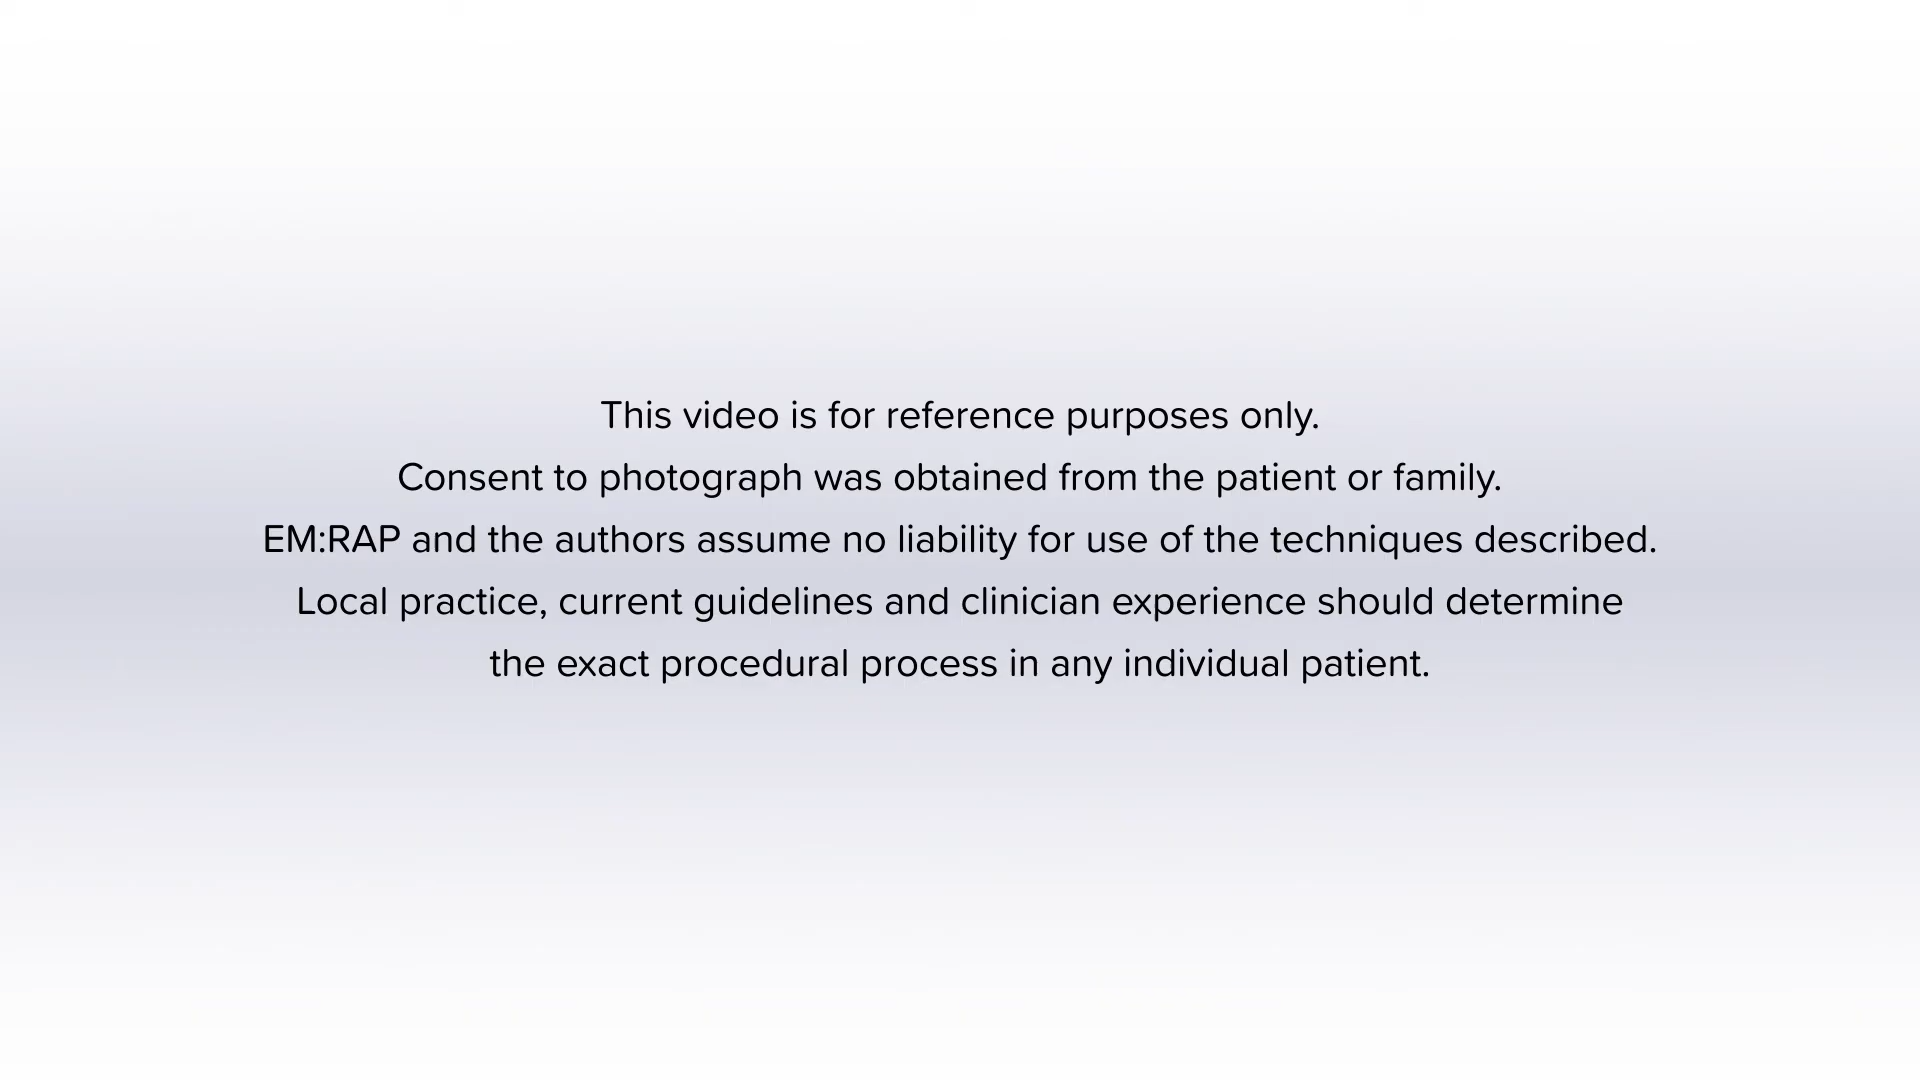 This video is for reference purposes only.
Consent to photograph was obtained from the patient or family.
EM:RAP and the authors assume no liability for use of the techniques described.
Local practice, current guidelines and clinician experience should determine
the exact procedural process in any individual patient.